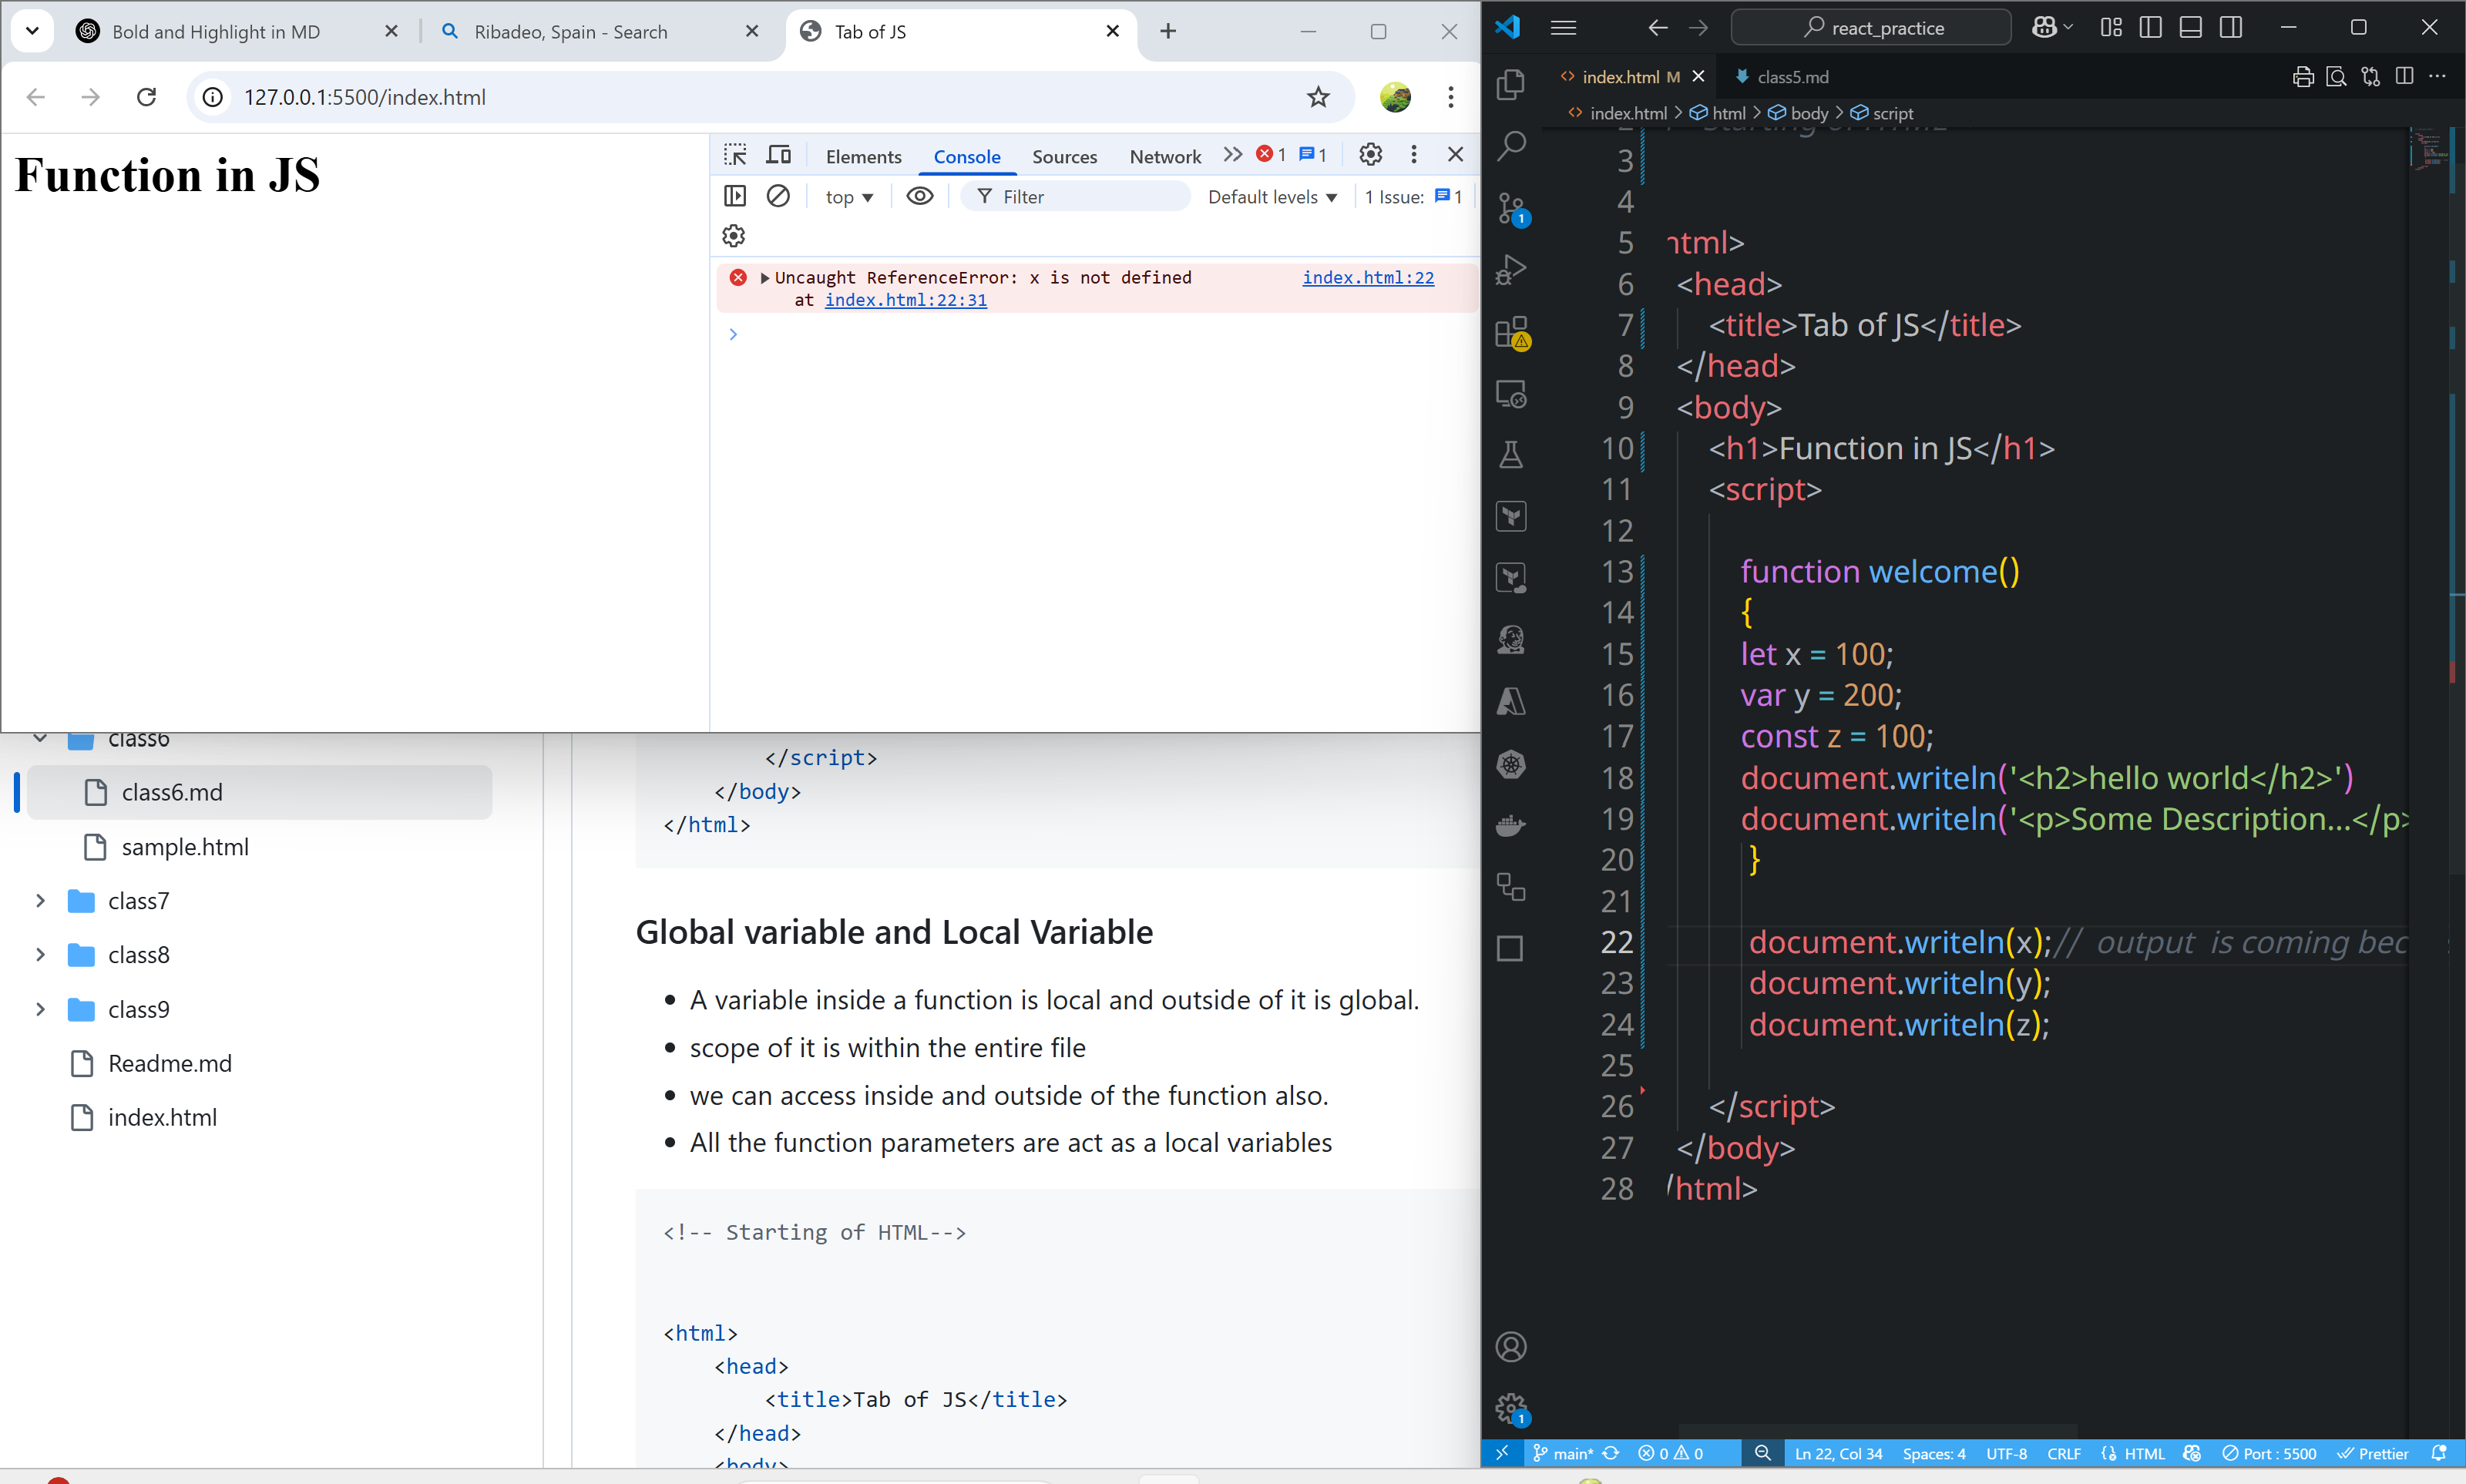 Bold and Highlight in MD
Ribadeo, Spain - Search
Tab of JS
127.0.0.1:5500/index.html
Function in JS
Elements
Console
Sources
Network
1
1
top
Filter
Default levels
1 Issue:
1
Uncaught ReferenceError: x is not defined
index.html:22
at index.html:22:31
class6
class6.md
sample.html
class7
class8
class9
Readme.md
index.html
</script>
</body>
</html>
Global variable and Local Variable
A variable inside a function is local and outside of it is global.
scope of it is within the entire file
we can access inside and outside of the function also.
All the function parameters are act as a local variables
<!-- Starting of HTML-->
<html>
<head>
<title>Tab of JS</title>
</head>
<body>
react_practice
index.html M
class5.md
index.html > html > body > script
3
4
5 html>
6 <head>
7 <title>Tab of JS</title>
8 </head>
9 <body>
10 <h1>Function in JS</h1>
11 <script>
12
13 function welcome()
14 {
15 let x = 100;
16 var y = 200;
17 const z = 100;
18 document.writeln('<h2>hello world</h2>')
19 document.writeln('<p>Some Description...</p>
20 }
21
22 document.writeln(x);// output is coming bec
23 document.writeln(y);
24 document.writeln(z);
25
26 </script>
27 </body>
28 /html>
1
1
main*
0
0
Ln 22, Col 34
Spaces: 4
UTF-8
CRLF
HTML
Port : 5500
Prettier